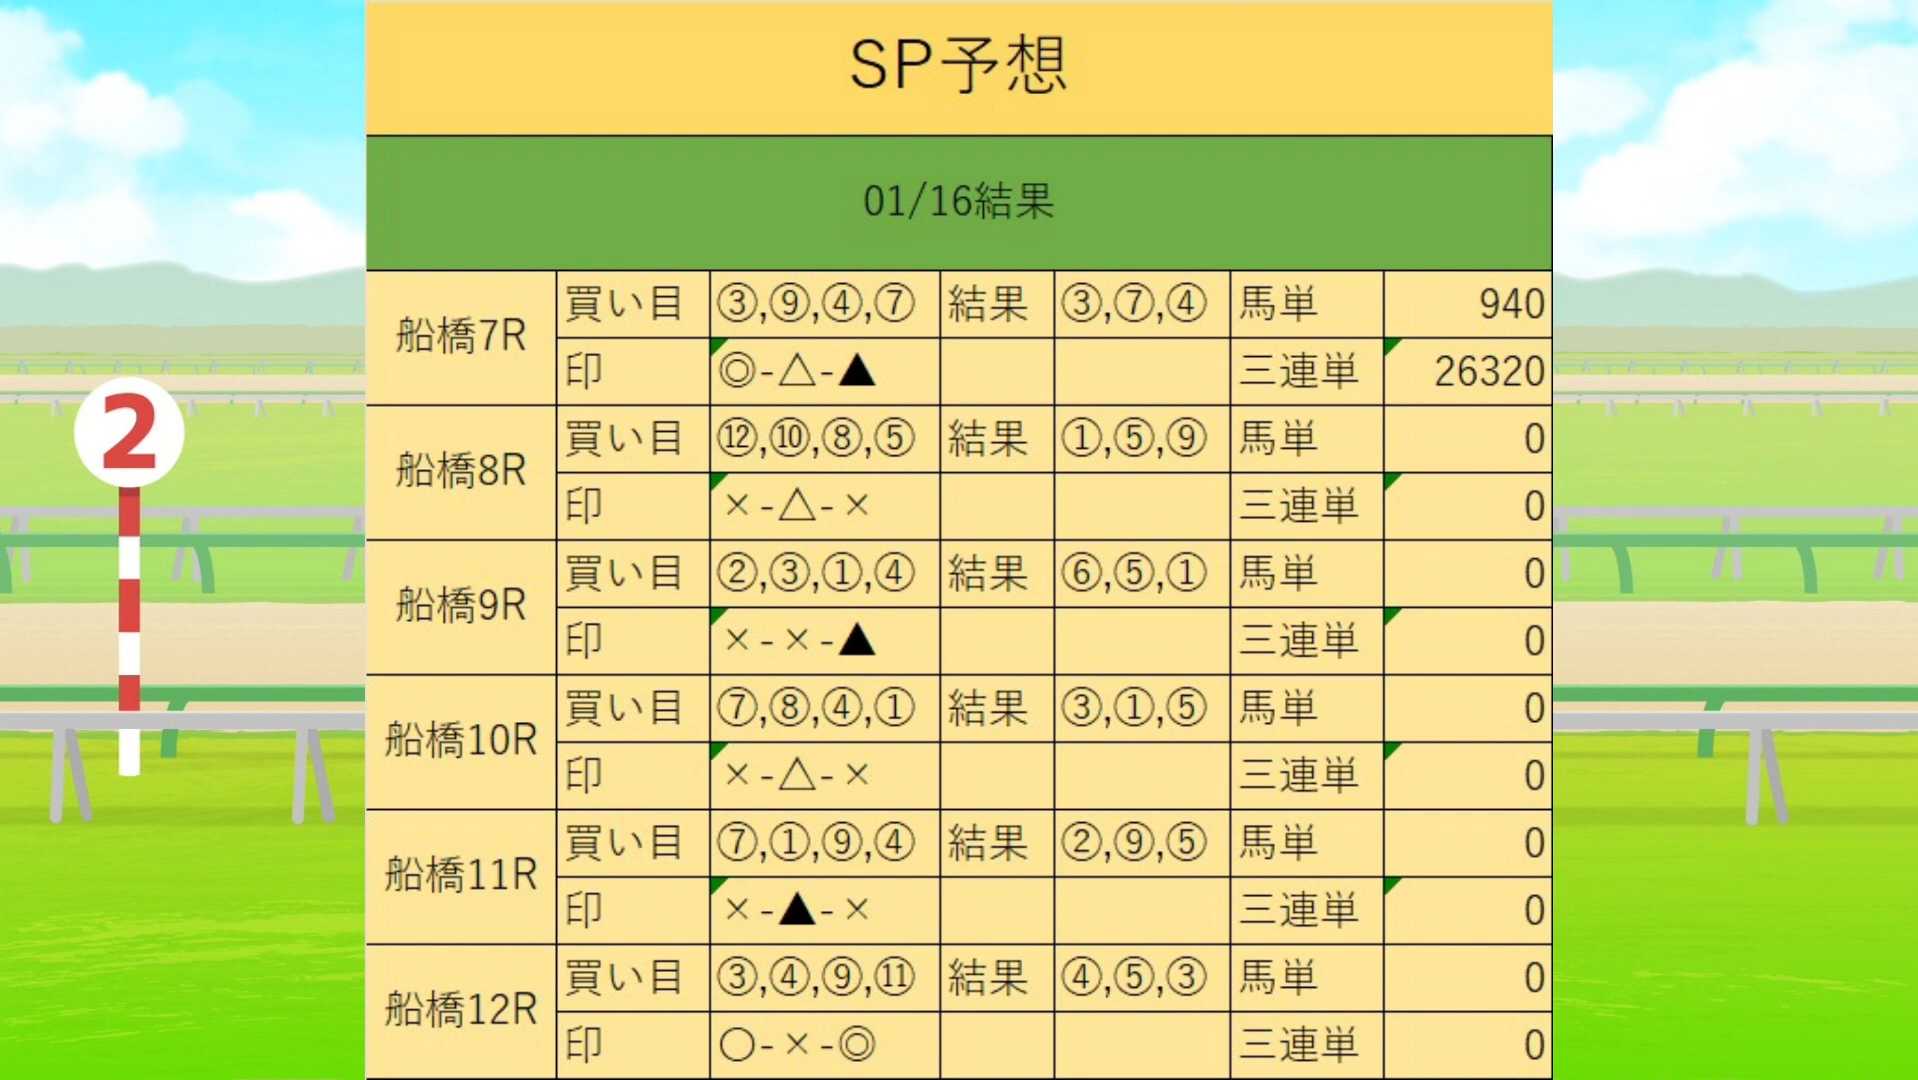 SP予想
01/16結果
船橋7R 買い目 ③,⑨,④,⑦ 結果 ③,⑦,④ 馬単 940
印 ◎-△-▲ 三連単 26320
船橋8R 買い目 ⑫,⑩,⑧,⑤ 結果 ①,⑤,⑨ 馬単 0
印 ×-△-× 三連単 0
船橋9R 買い目 ②,③,①,④ 結果 ⑥,⑤,① 馬単 0
印 ×-×-▲ 三連単 0
船橋10R 買い目 ⑦,⑧,④,① 結果 ③,①,⑤ 馬単 0
印 ×-△-× 三連単 0
船橋11R 買い目 ⑦,①,⑨,④ 結果 ②,⑨,⑤ 馬単 0
印 ×-▲-× 三連単 0
船橋12R 買い目 ③,④,⑨,⑪ 結果 ④,⑤,③ 馬単 0
印 ○-×-◎ 三連単 0
2